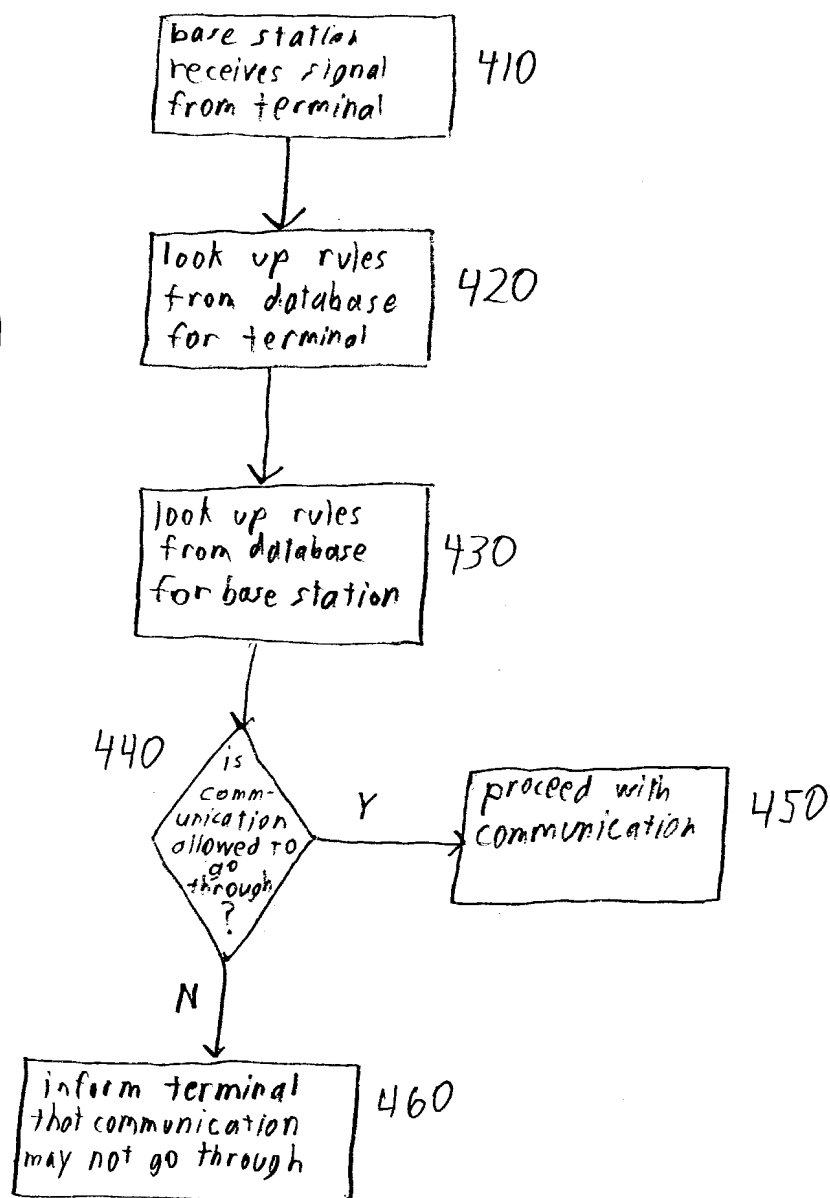 base station
receives signal
from terminal
410
look up rules
from database
for terminal
420
look up rules
from database
for base station
430
440
is
comm-
unication
allowed to
go
through
?
Y
proceed with
communication
450
N
inform terminal
that communication
may not go through
460